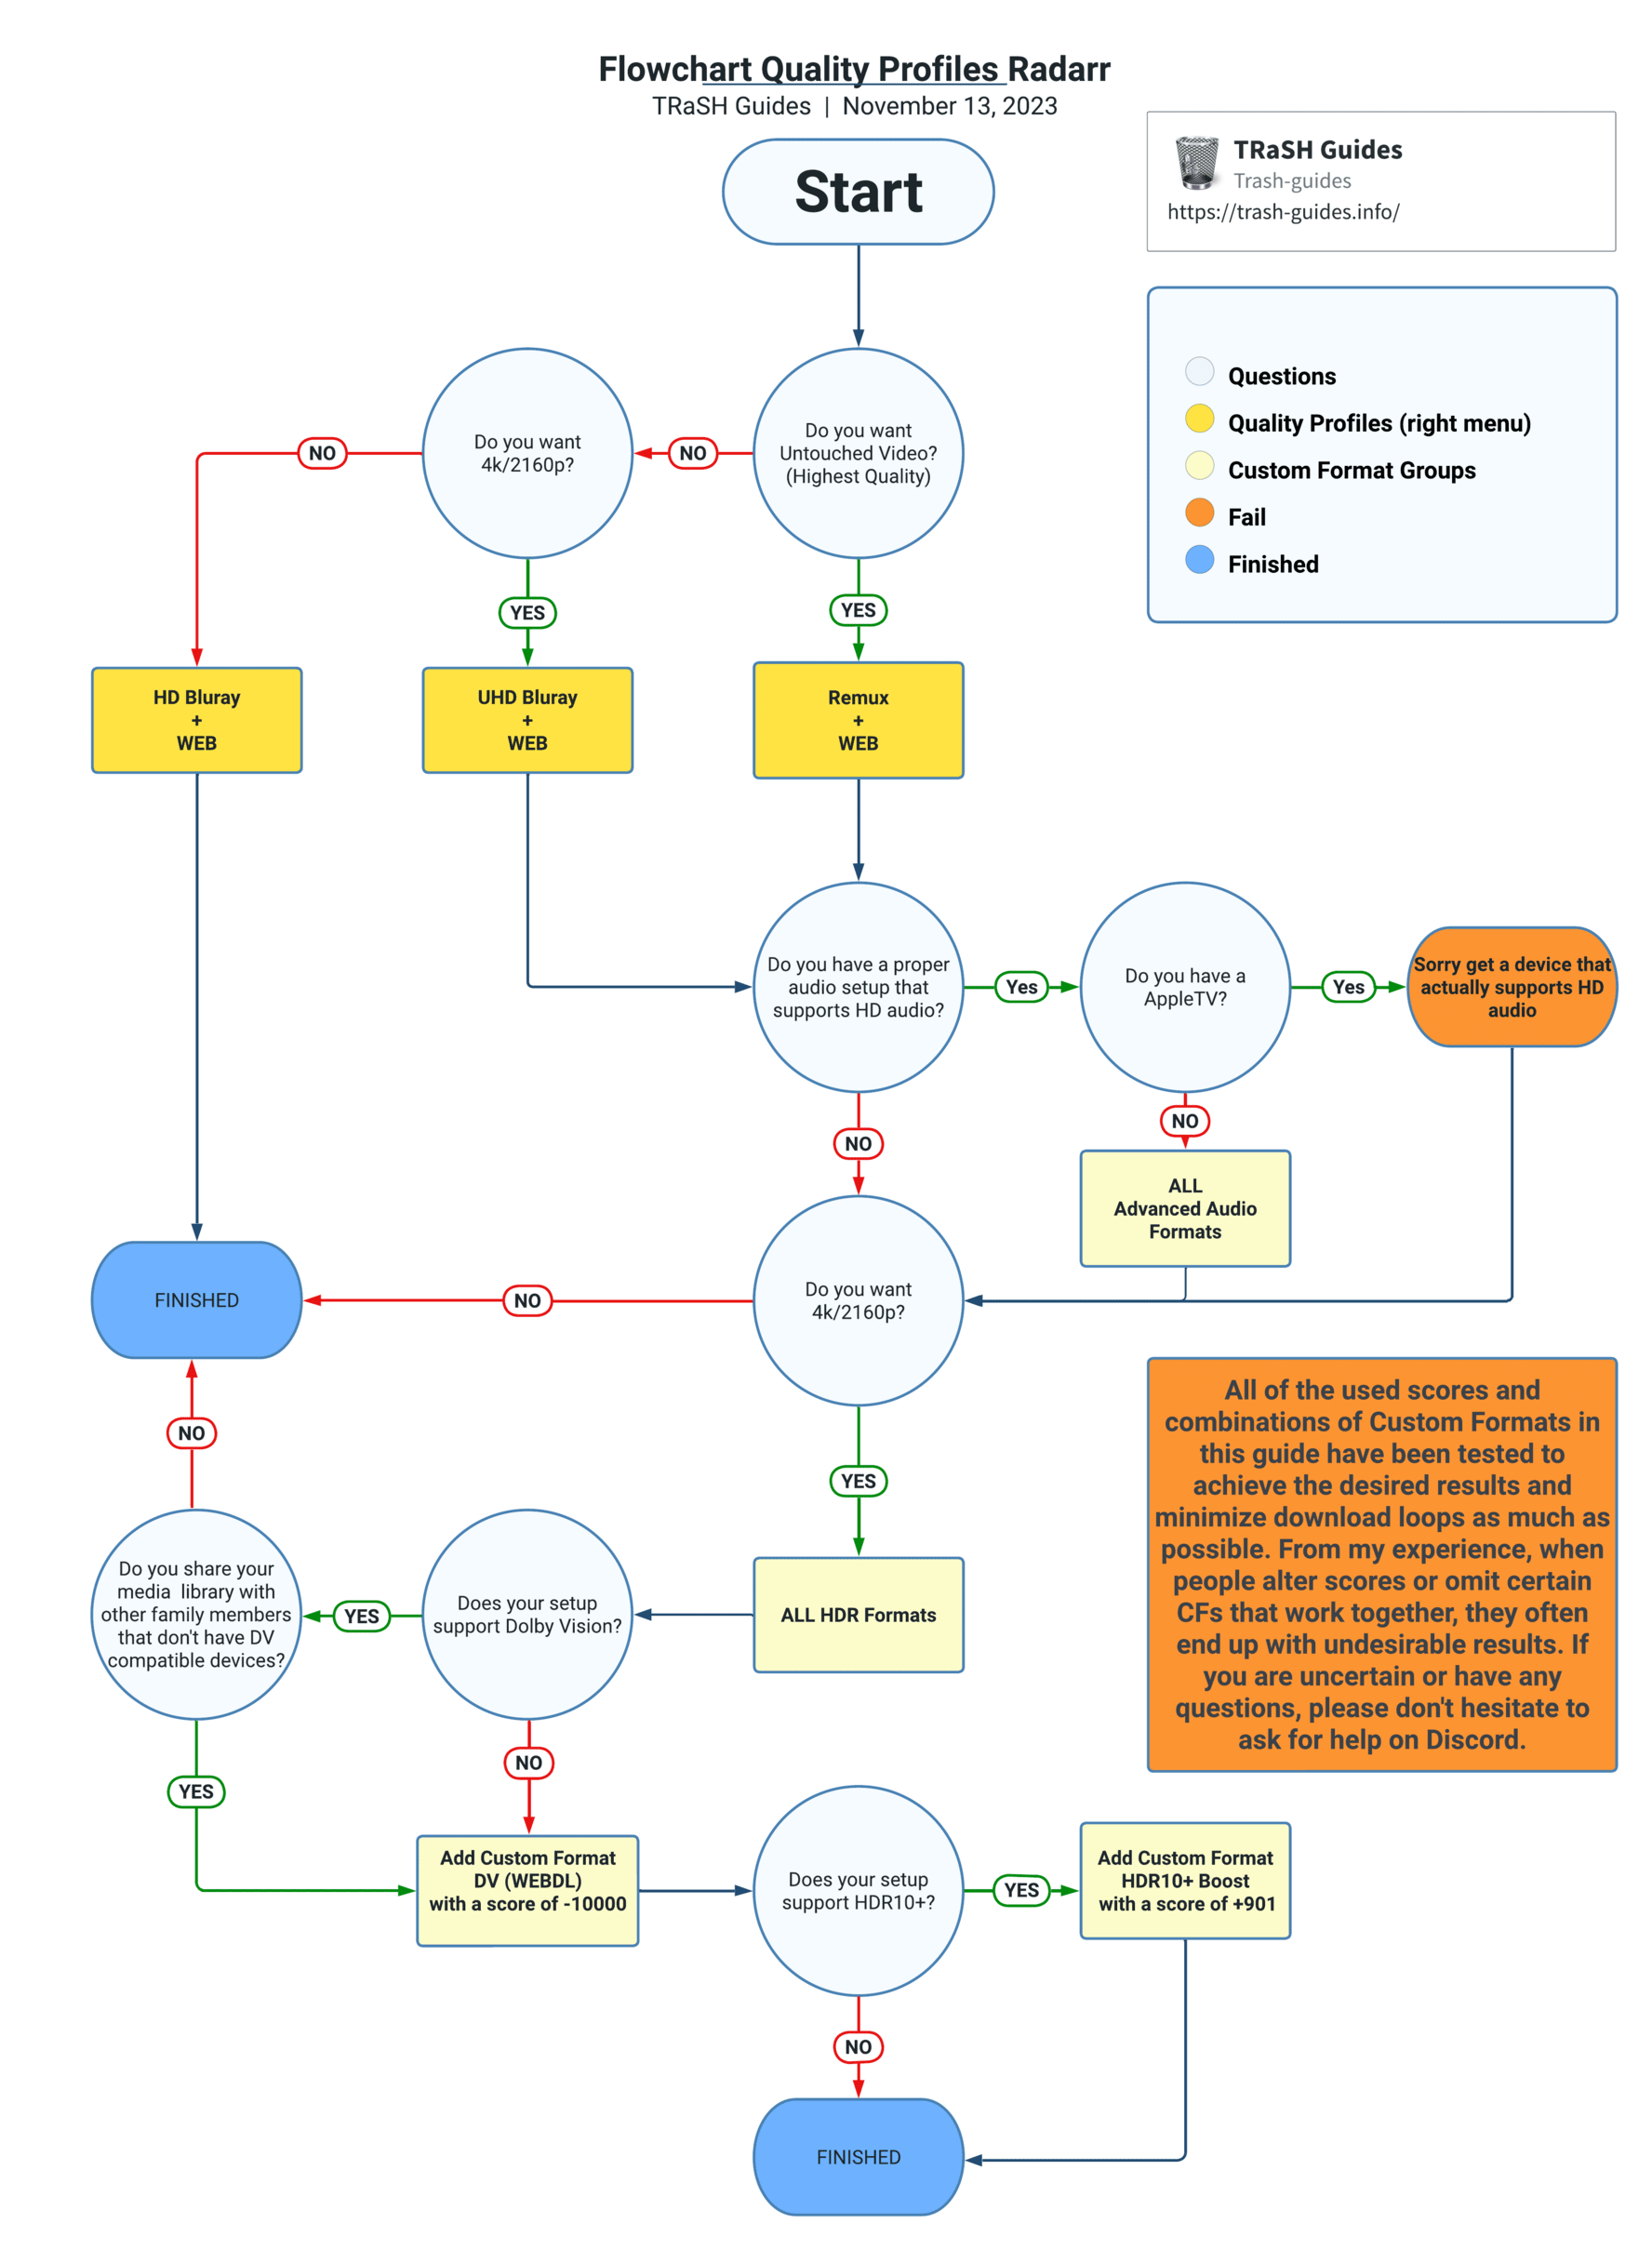 Flowchart Quality Profiles Radarr
TRaSH Guides | November 13, 2023
TRaSH Guides
Trash-guides
https://trash-guides.info/
Start
Questions
Quality Profiles (right menu)
Custom Format Groups
Fail
Finished
Do you want
Untouched Video?
(Highest Quality)
NO
Do you want
4k/2160p?
NO
YES
YES
HD Bluray
+
WEB
UHD Bluray
+
WEB
Remux
+
WEB
Do you have a proper
audio setup that
supports HD audio?
Yes
Do you have a
AppleTV?
Yes
Sorry get a device that
actually supports HD
audio
NO
NO
ALL
Advanced Audio
Formats
Do you want
4k/2160p?
NO
FINISHED
YES
ALL HDR Formats
Does your setup
support Dolby Vision?
YES
Do you share your
media  library with
other family members
that don't have DV
compatible devices?
NO
YES
NO
Add Custom Format
DV (WEBDL)
with a score of -10000
Does your setup
support HDR10+?
YES
Add Custom Format
HDR10+ Boost
with a score of +901
NO
FINISHED
All of the used scores and
combinations of Custom Formats in
this guide have been tested to
achieve the desired results and
minimize download loops as much as
possible. From my experience, when
people alter scores or omit certain
CFs that work together, they often
end up with undesirable results. If
you are uncertain or have any
questions, please don't hesitate to
ask for help on Discord.